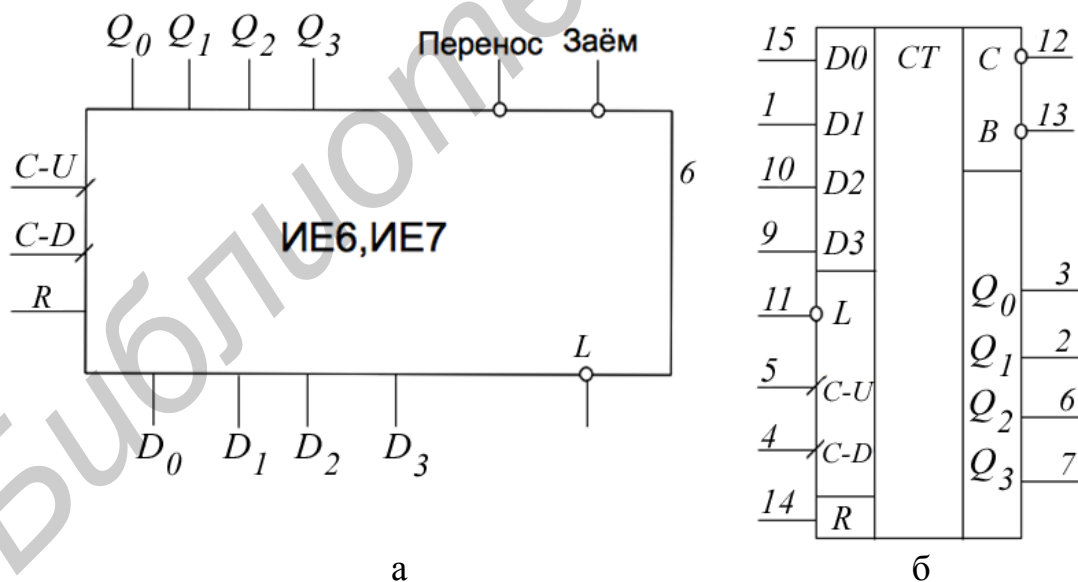 Q0 Q1 Q2 Q3 Перенос Заём
C-U
C-D
R
6
ИЕ6,ИЕ7
L
D0 D1 D2 D3
а
15 D0 CT C 12
1 D1 B 13
10 D2
9 D3
11 L
Q0 3
Q1 2
5 C-U
Q2 6
4 C-D
Q3 7
14 R
б
Библиоте